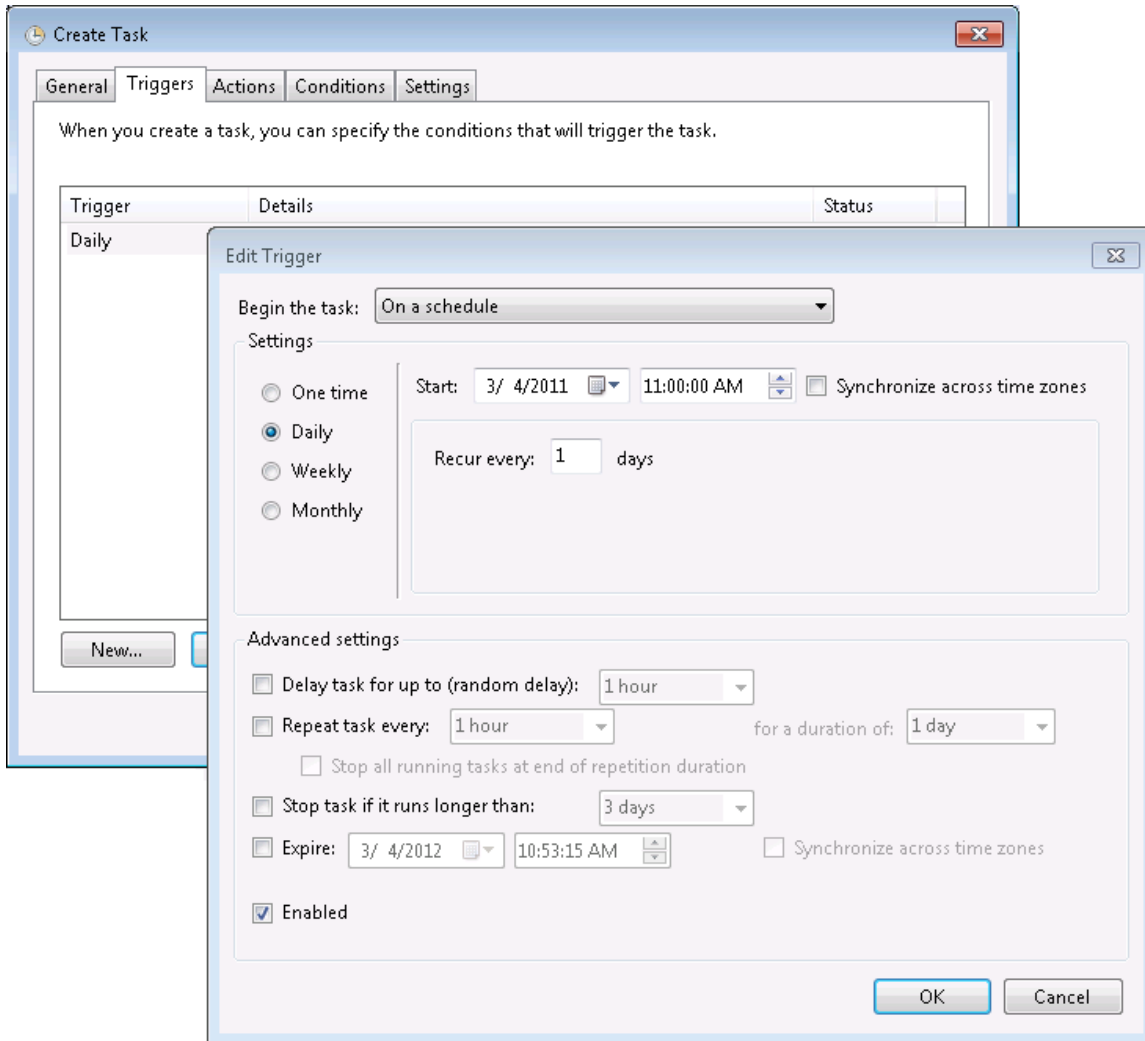 Create Task
General Triggers Actions Conditions Settings
When you create a task, you can specify the conditions that will trigger the task.
Trigger Details Status
Daily
Edit Trigger
Begin the task: On a schedule
Settings
One time
Start: 3/ 4/2011 11:00:00 AM Synchronize across time zones
Daily
Recur every: 1 days
Weekly
Monthly
New...
Advanced settings
Delay task for up to (random delay): 1 hour
Repeat task every: 1 hour for a duration of: 1 day
Stop all running tasks at end of repetition duration
Stop task if it runs longer than: 3 days
Expire: 3/ 4/2012 10:53:15 AM Synchronize across time zones
Enabled
OK Cancel